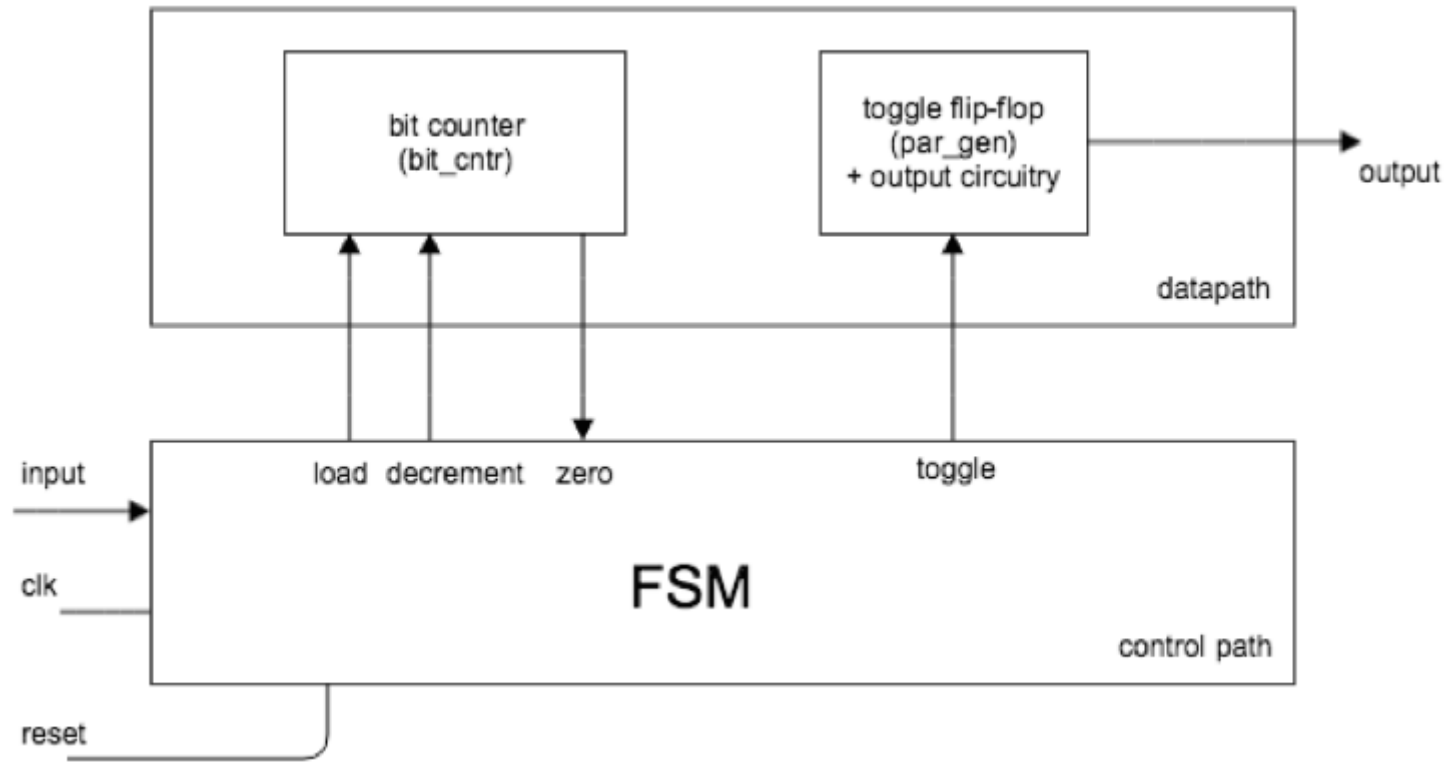 bit counter
(bit_cntr)
toggle flip-flop
(par_gen)
+ output circuitry
output
datapath
input
load decrement zero
toggle
clk
FSM
control path
reset